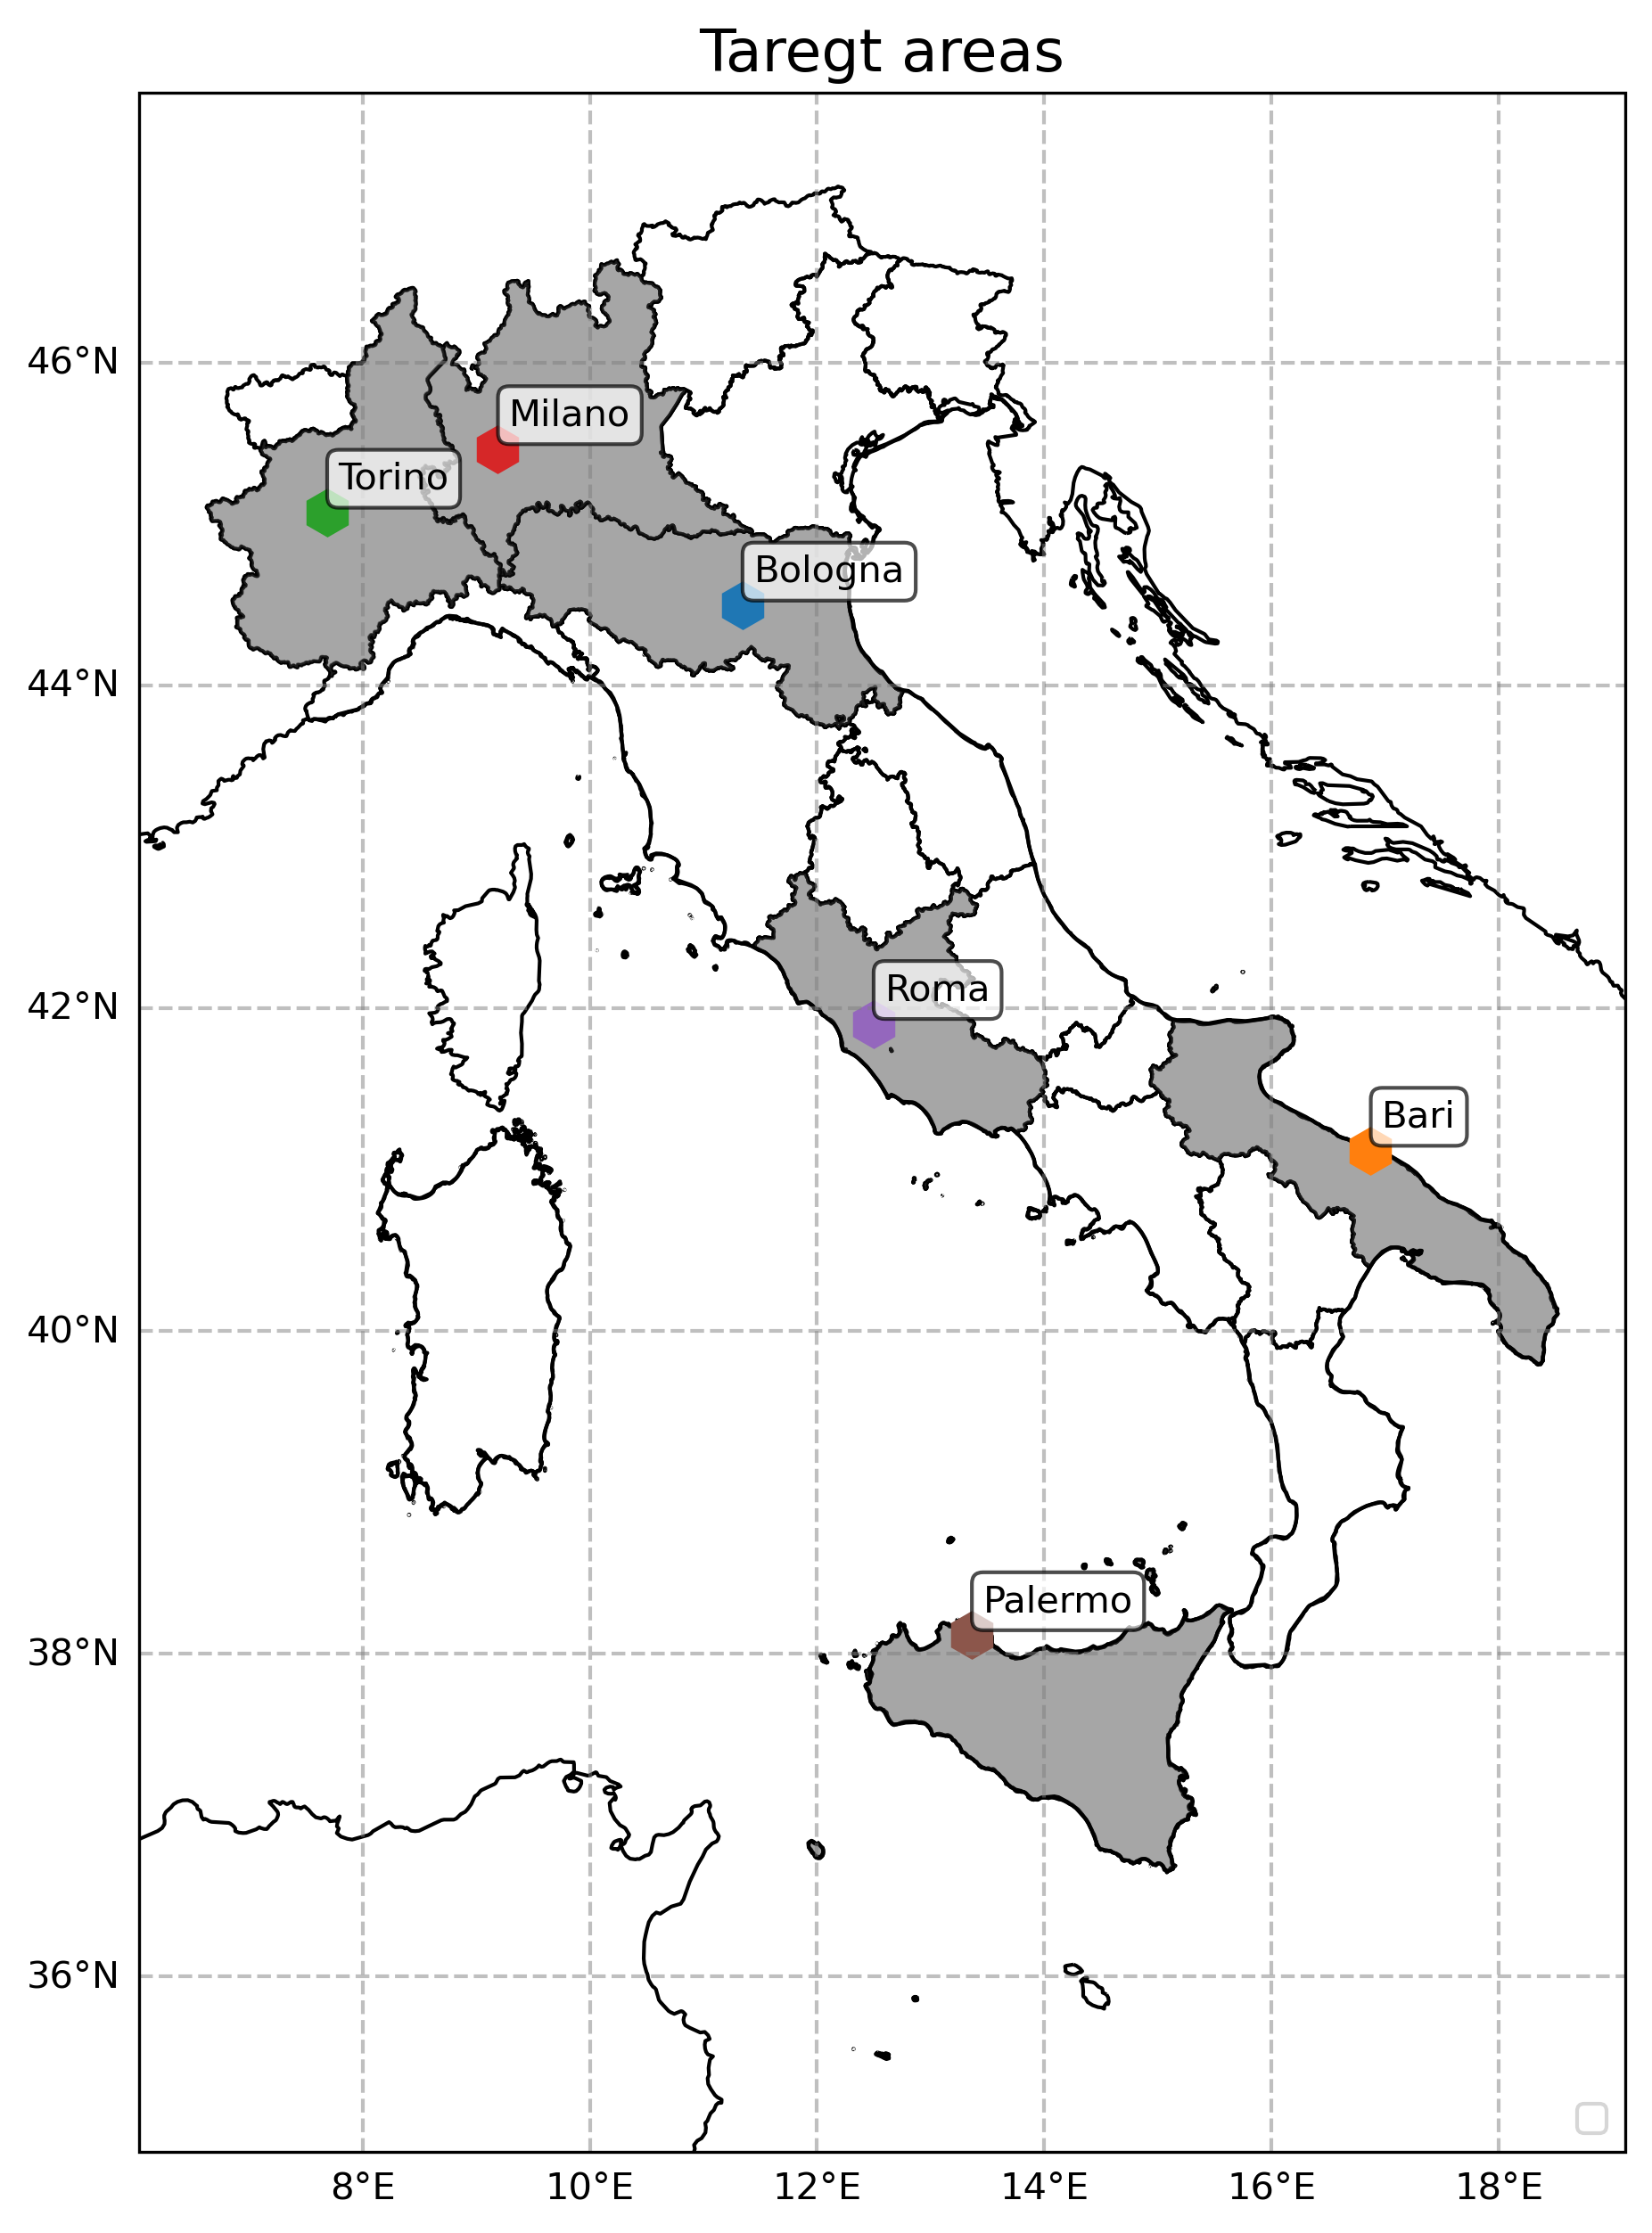 Taregt areas
46°N
44°N
42°N
40°N
38°N
36°N
Milano
Torino
Bologna
Roma
Bari
Palermo
8°E
10°E
12°E
14°E
16°E
18°E